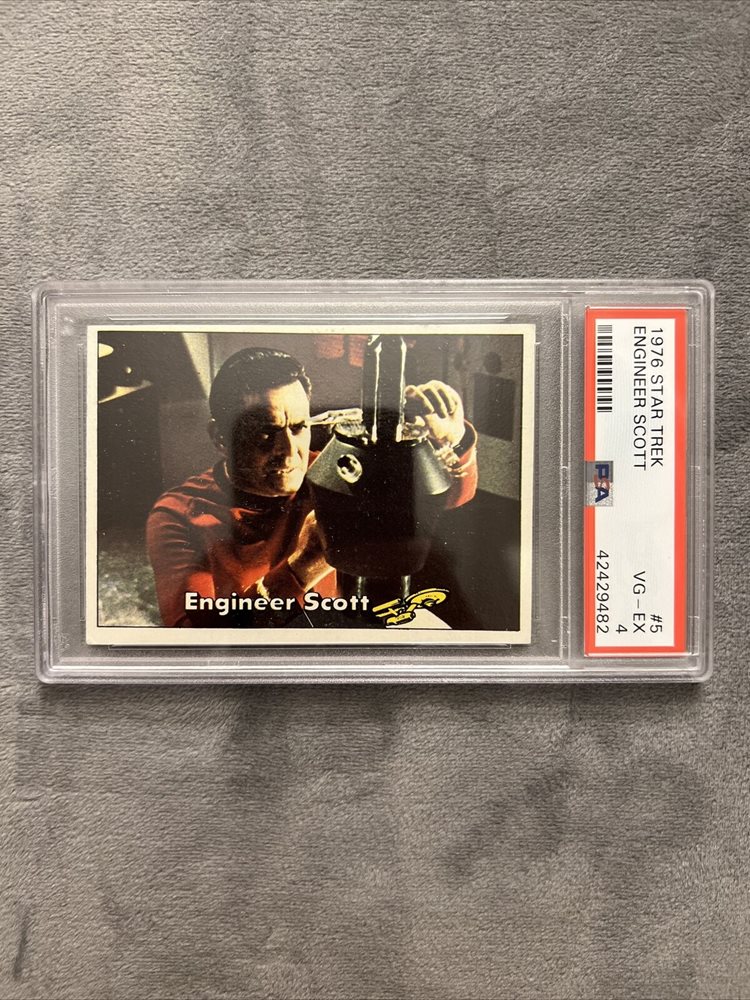 Engineer Scott
1976 STAR TREK
#5
ENGINEER SCOTT
VG-EX
4
PSA
42429482